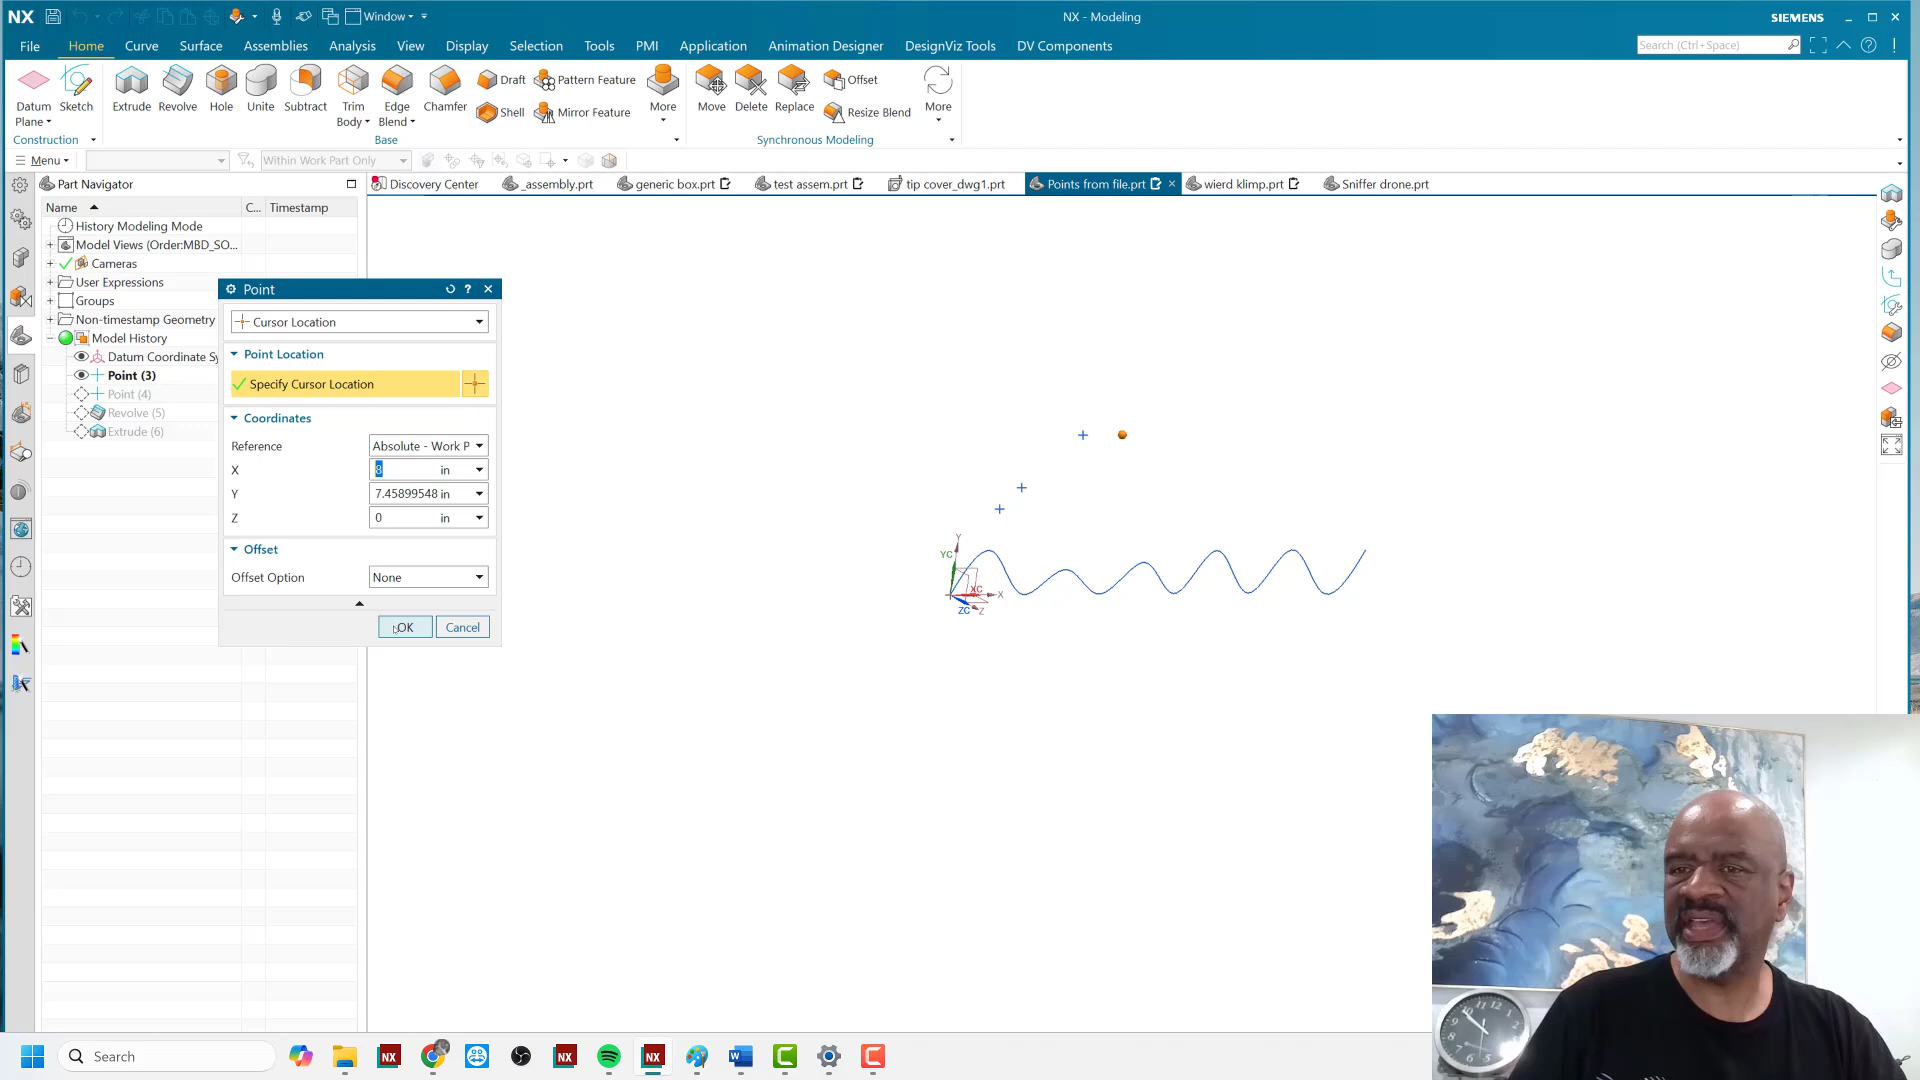 NX Window NX - Modeling SIEMENS
File Home Curve Surface Assemblies Analysis View Display Selection Tools PMI Application Animation Designer DesignViz Tools DV Components Search (Ctrl+Space)
Datum Plane Sketch Extrude Revolve Hole Unite Subtract Trim Body Edge Blend Chamfer Draft Shell Pattern Feature Mirror Feature More Move Delete Replace Offset Resize Blend More
Construction Base Synchronous Modeling
Menu Within Work Part Only
Part Navigator Discovery Center _assembly.prt generic box.prt test assem.prt tip cover_dwg1.prt Points from file.prt wierd klimp.prt Sniffer drone.prt
Name C... Timestamp
History Modeling Mode
Model Views (Order:MBD_SO...
Cameras
User Expressions
Groups
Non-timestamp Geometry
Model History
Datum Coordinate Sy
Point (3)
Point (4)
Revolve (5)
Extrude (6)
Point
Cursor Location
Point Location
Specify Cursor Location
Coordinates
Reference Absolute - Work P
X 8 in
Y 7.45899548 in
Z 0 in
Offset
Offset Option None
OK Cancel
Y
YC
XC X
ZC Z
Search NX NX NX